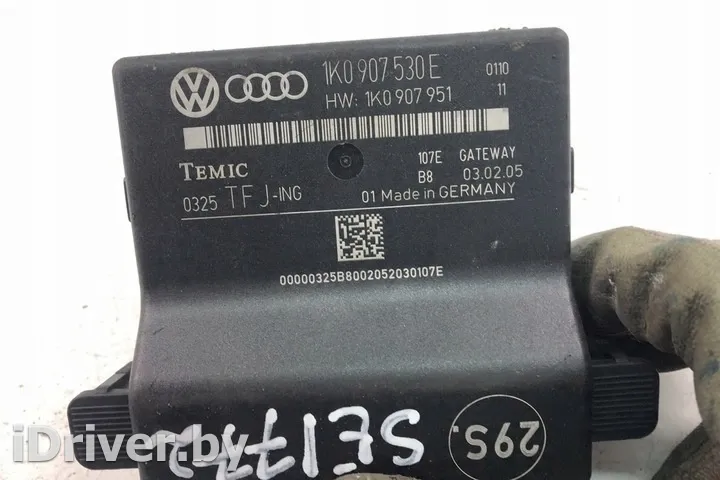 1K0 907 530 E
HW: 1K0 907 951
0110
11
TEMIC
107E GATEWAY
B8 03.02.05
0325 TF J-ING
01 Made in GERMANY
00000325B8002052030107E
29S.
iDriver.by